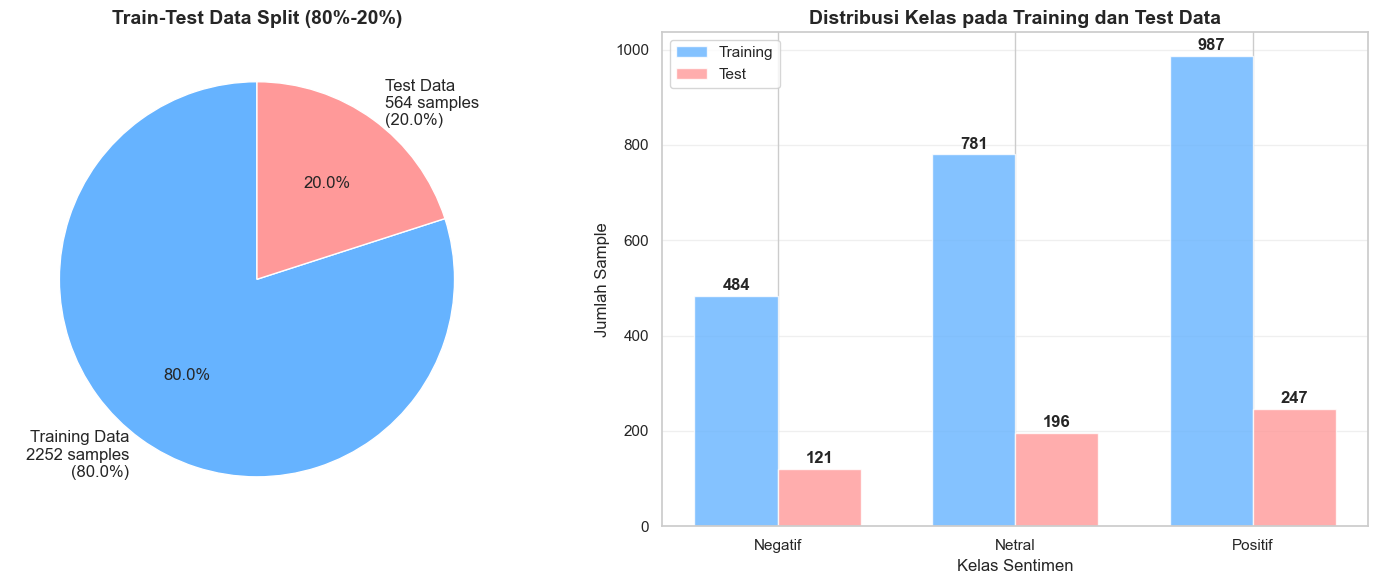 Train-Test Data Split (80%-20%)
Test Data
564 samples
(20.0%)
20.0%
80.0%
Training Data
2252 samples
(80.0%)
Distribusi Kelas pada Training dan Test Data
Training
Test
1000
800
600
400
200
0
Jumlah Sample
484
121
781
196
987
247
Negatif
Netral
Positif
Kelas Sentimen